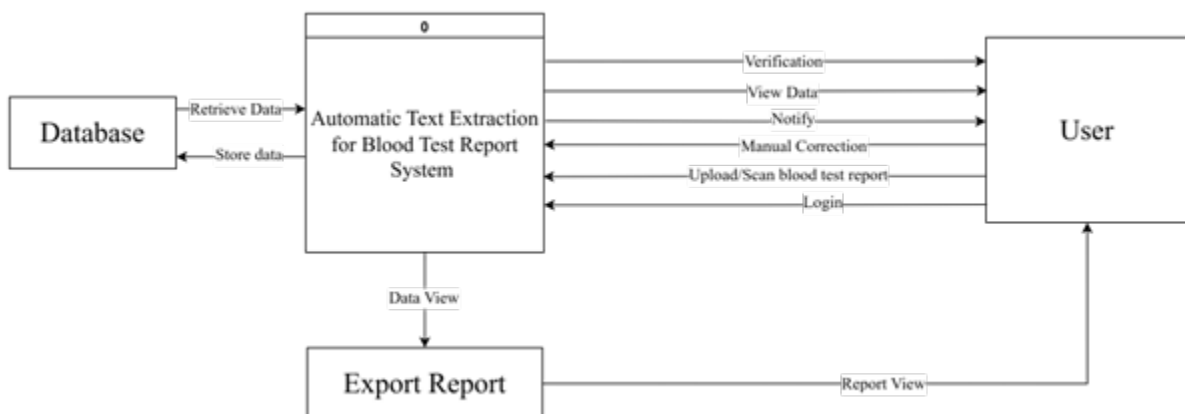 0
Verification
View Data
Notify
Manual Correction
Upload/Scan blood test report
Login
Retrieve Data
Store data
Database
Automatic Text Extraction
for Blood Test Report
System
User
Data View
Export Report
Report View